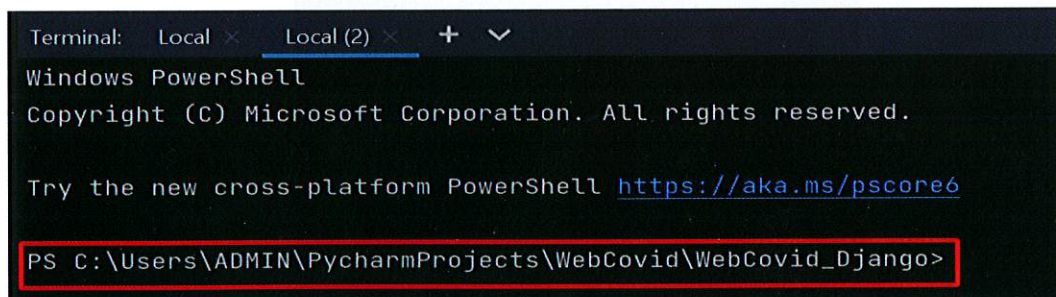 Terminal: Local × Local (2) × + ∨
Windows PowerShell
Copyright (C) Microsoft Corporation. All rights reserved.
Try the new cross-platform PowerShell https://aka.ms/pscore6
PS C:\Users\ADMIN\PycharmProjects\WebCovid\WebCovid_Django>